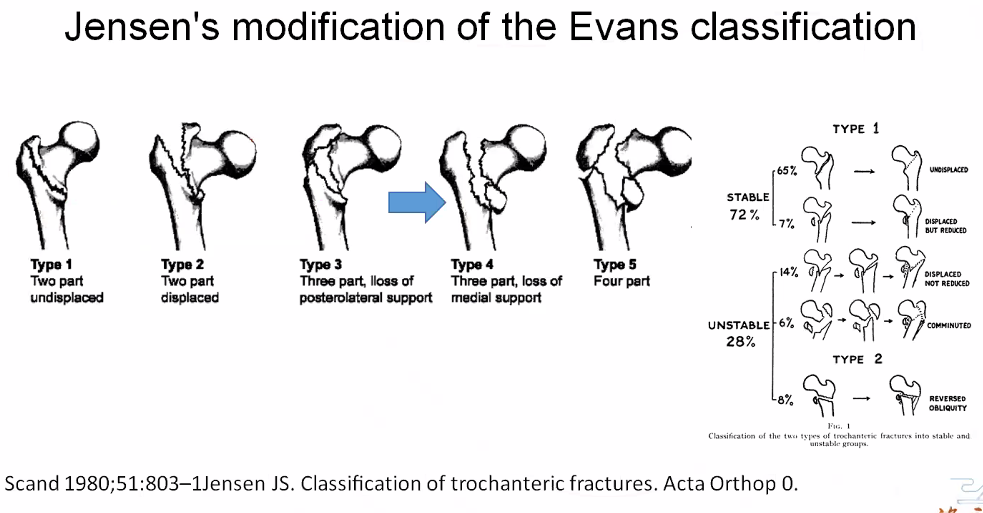 Jensen's modification of the Evans classification
Type 1
Two part
undisplaced
Type 2
Two part
displaced
Type 3
Three part, lloss of
posterolateral support
Type 4
Three part, loss of
medial support
Type 5
Four part
TYPE 1
STABLE
72%
65%
UNDISPLACED
7%
DISPLACED
BUT REDUCED
UNSTABLE
28%
14%
DISPLACED
NOT REDUCED
6%
COMMINUTED
TYPE 2
8%
REVERSED
OBLIQUITY
FIG. 1
Classification of the two types of trochanteric fractures into stable and
unstable groups.
Scand 1980;51:803–1Jensen JS. Classification of trochanteric fractures. Acta Orthop 0.